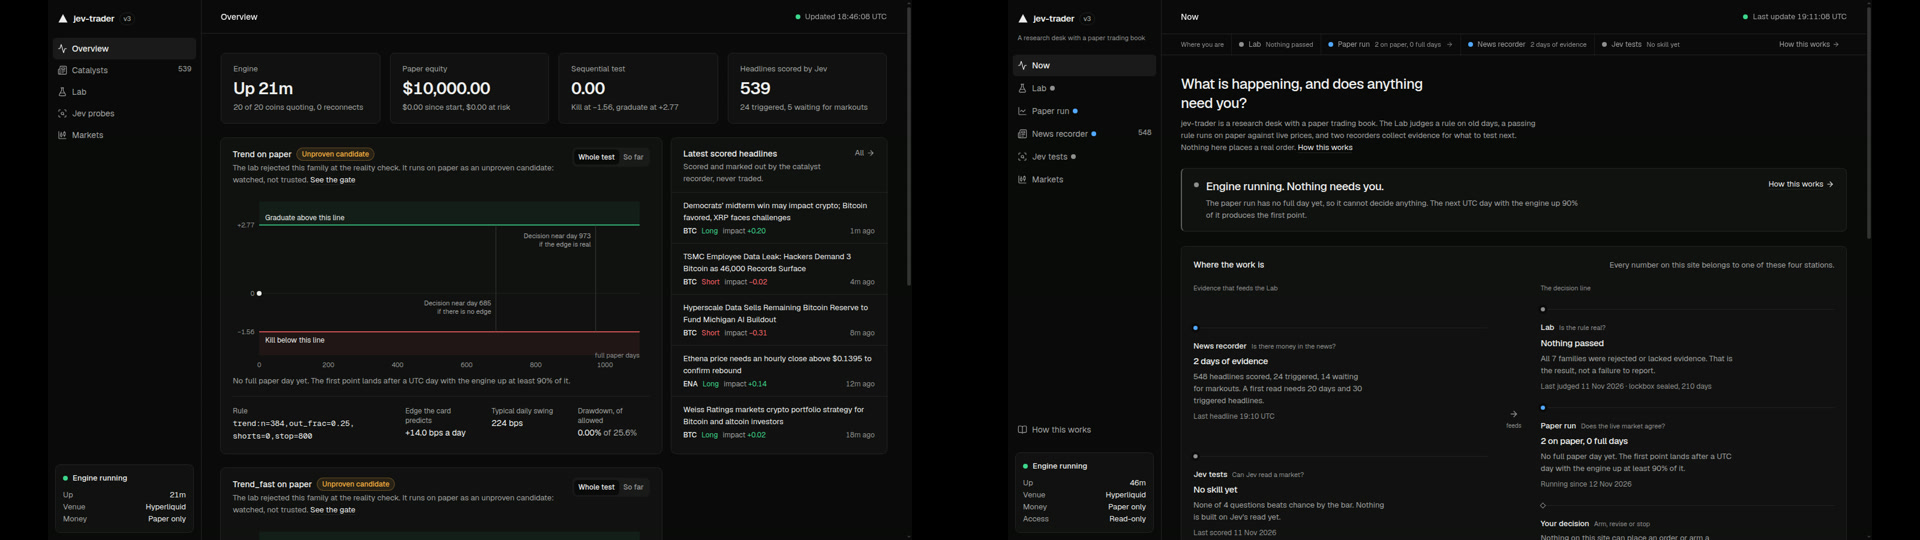 jev-trader v3
Overview
Catalysts 539
Lab
Jev probes
Markets
Engine running
Up 21m
Venue Hyperliquid
Money Paper only
Overview
Updated 18:46:08 UTC
Engine
Up 21m
20 of 20 coins quoting, 0 reconnects
Paper equity
$10,000.00
$0.00 since start, $0.00 at risk
Sequential test
0.00
Kill at −1.56, graduate at +2.77
Headlines scored by Jev
539
24 triggered, 5 waiting for markouts
Trend on paper Unproven candidate
Whole test So far
The lab rejected this family at the reality check. It runs on paper as an unproven candidate:
watched, not trusted. See the gate
Graduate above this line
+2.77
Decision near day 973
if the edge is real
0
Decision near day 685
if there is no edge
−1.56
Kill below this line
full paper days
0 200 400 600 800 1000
No full paper day yet. The first point lands after a UTC day with the engine up at least 90% of it.
Rule
trend:n=384,out_frac=0.25,
shorts=0,stop=800
Edge the card
predicts
+14.0 bps a day
Typical daily swing
224 bps
Drawdown, of
allowed
0.00% of 25.6%
Trend_fast on paper Unproven candidate
Whole test So far
The lab rejected this family at the reality check. It runs on paper as an unproven candidate:
watched, not trusted. See the gate
Latest scored headlines
All →
Scored and marked out by the catalyst
recorder, never traded.
Democrats' midterm win may impact crypto; Bitcoin
favored, XRP faces challenges
BTC Long impact +0.20 1m ago
TSMC Employee Data Leak: Hackers Demand 3
Bitcoin as 46,000 Records Surface
BTC Short impact −0.02 4m ago
Hyperscale Data Sells Remaining Bitcoin Reserve to
Fund Michigan AI Buildout
BTC Short impact −0.31 8m ago
Ethena price needs an hourly close above $0.1395 to
confirm rebound
ENA Long impact +0.14 12m ago
Weiss Ratings markets crypto portfolio strategy for
Bitcoin and altcoin investors
BTC Long impact +0.02 18m ago
jev-trader v3
A research desk with a paper trading book
Now
Lab
Paper run
News recorder 548
Jev tests
Markets
How this works
Engine running
Up 46m
Venue Hyperliquid
Money Paper only
Access Read-only
Now
Last update 19:11:08 UTC
Where you are
Lab Nothing passed
Paper run 2 on paper, 0 full days →
News recorder 2 days of evidence
Jev tests No skill yet
How this works →
What is happening, and does anything
need you?
jev-trader is a research desk with a paper trading book. The Lab judges a rule on old days, a passing
rule runs on paper against live prices, and two recorders collect evidence for what to test next.
Nothing here places a real order. How this works
Engine running. Nothing needs you.
How this works →
The paper run has no full day yet, so it cannot decide anything. The next UTC day with the engine up 90%
of it produces the first point.
Where the work is
Every number on this site belongs to one of these four stations.
Evidence that feeds the Lab
News recorder Is there money in the news?
2 days of evidence
548 headlines scored, 24 triggered, 14 waiting
for markouts. A first read needs 20 days and 30
triggered headlines.
Last headline 19:10 UTC
Jev tests Can Jev read a market?
No skill yet
None of 4 questions beats chance by the bar. Nothing
is built on Jev's read yet.
Last scored 11 Nov 2026
→
feeds
The decision line
Lab Is the rule real?
Nothing passed
All 7 families were rejected or lacked evidence. That is
the result, not a failure to report.
Last judged 11 Nov 2026 · lockbox sealed, 210 days
Paper run Does the live market agree?
2 on paper, 0 full days
No full paper day yet. The first point lands after a UTC
day with the engine up at least 90% of it.
Running since 12 Nov 2026
Your decision Arm, revise or stop
Nothing on this site can place an order or arm a